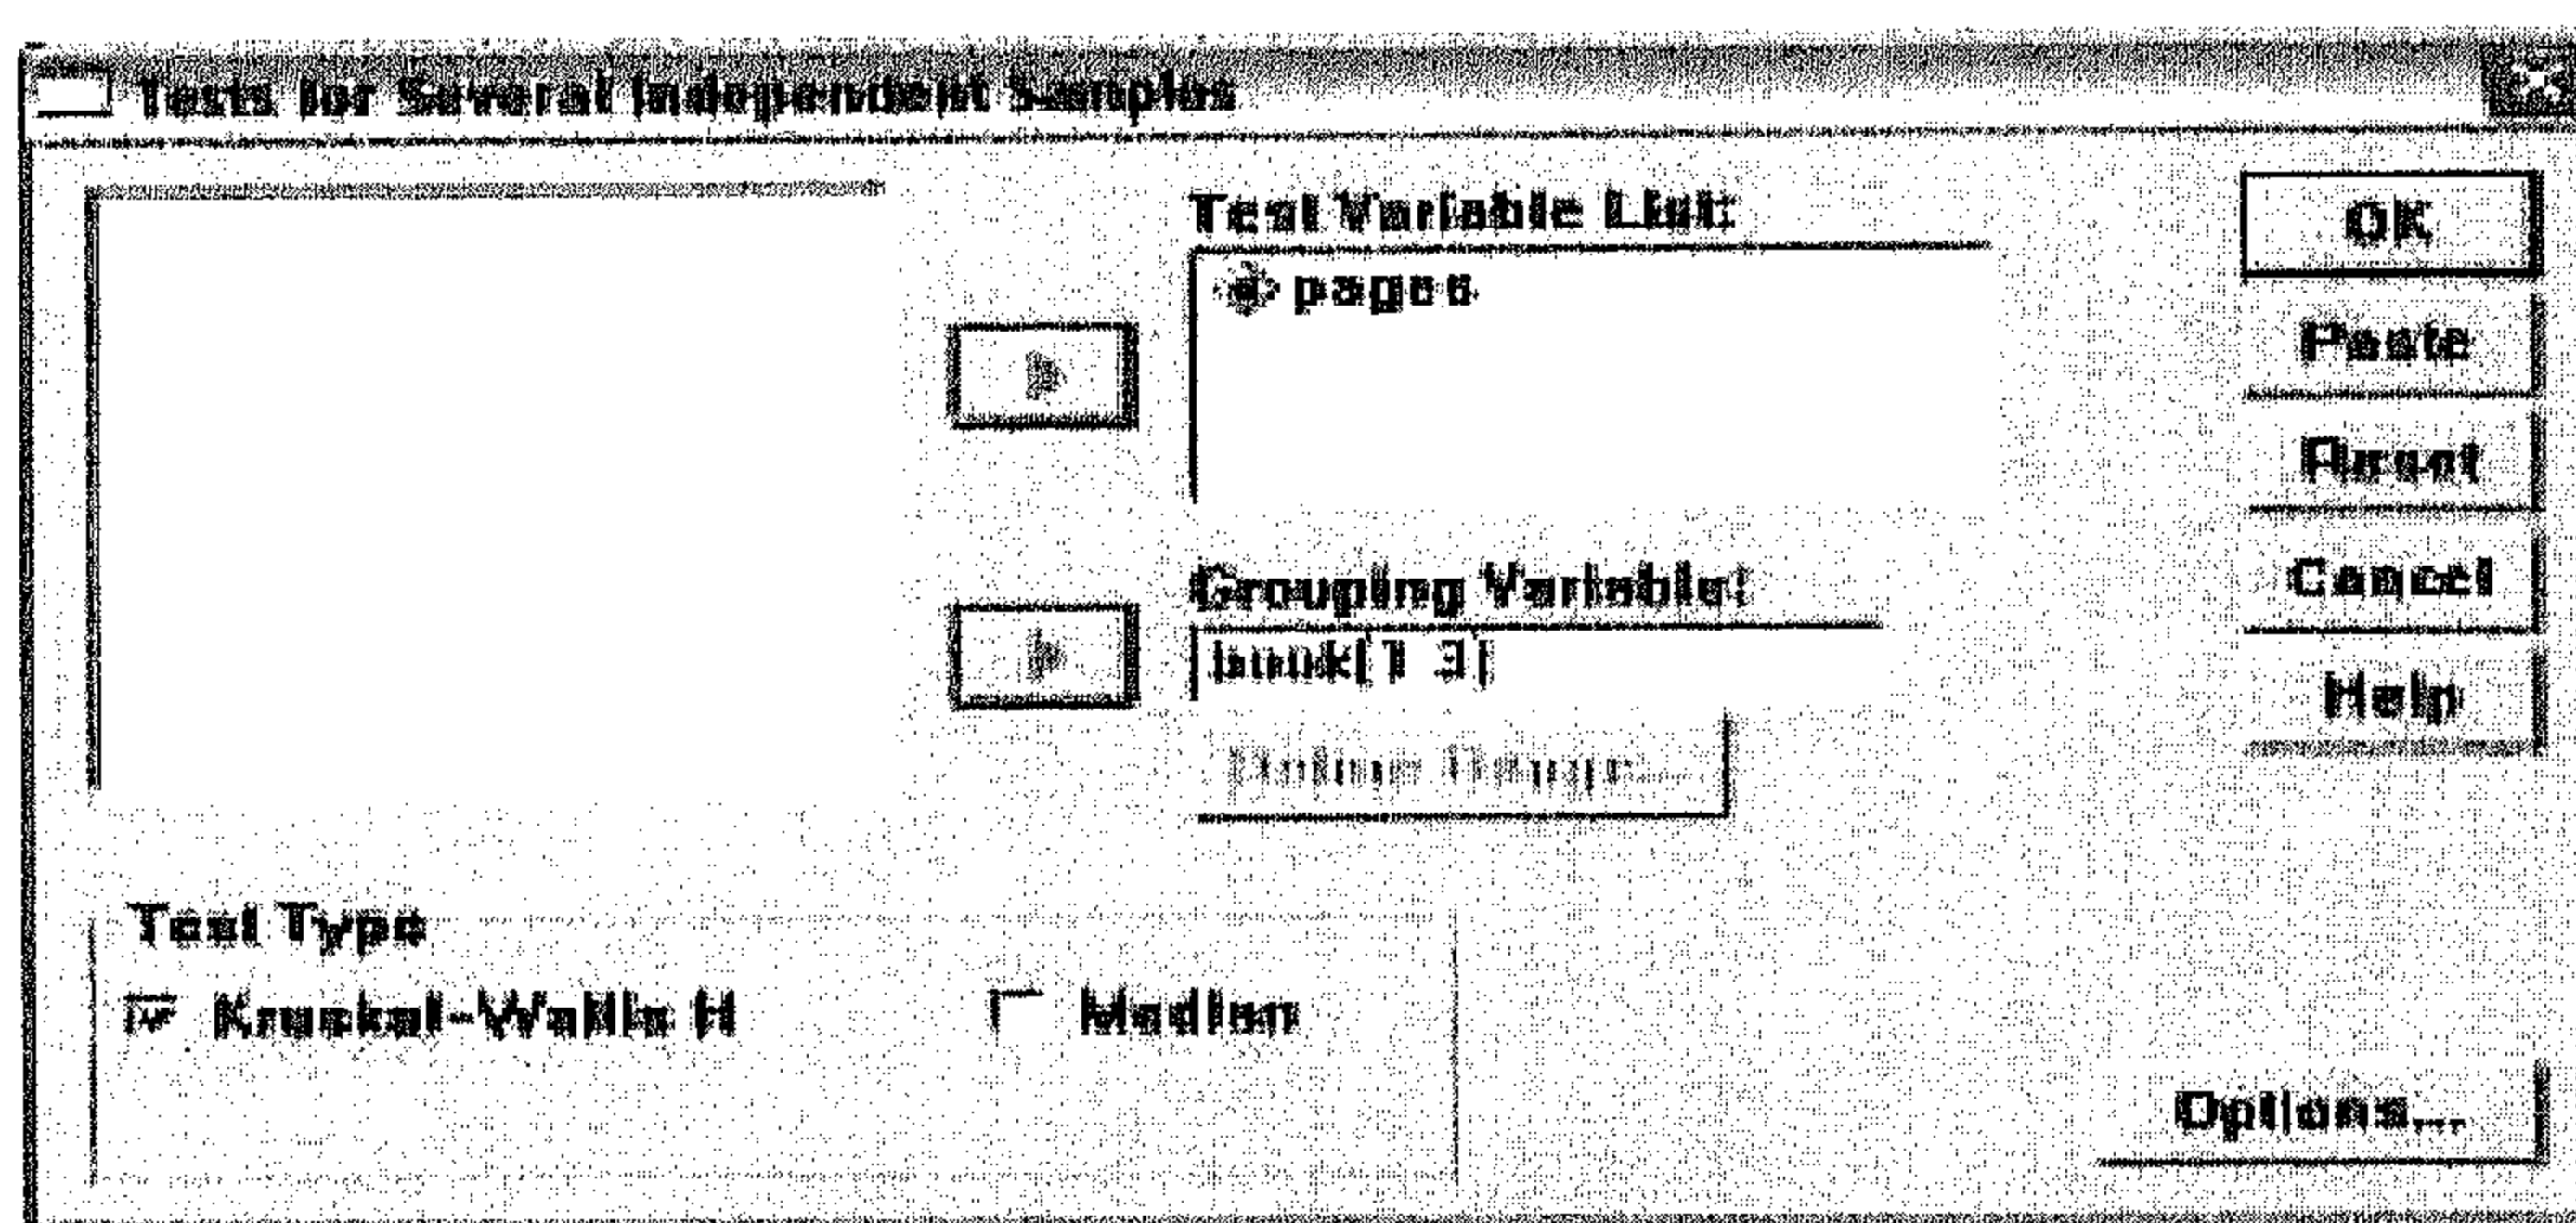 Tests for Several Independent Samples
Test Variable List:
pages
OK
Paste
Reset
Cancel
Help
Grouping Variable:
book(1 3)
Define Range...
Test Type
Kruskal-Wallis H
Median
Options...